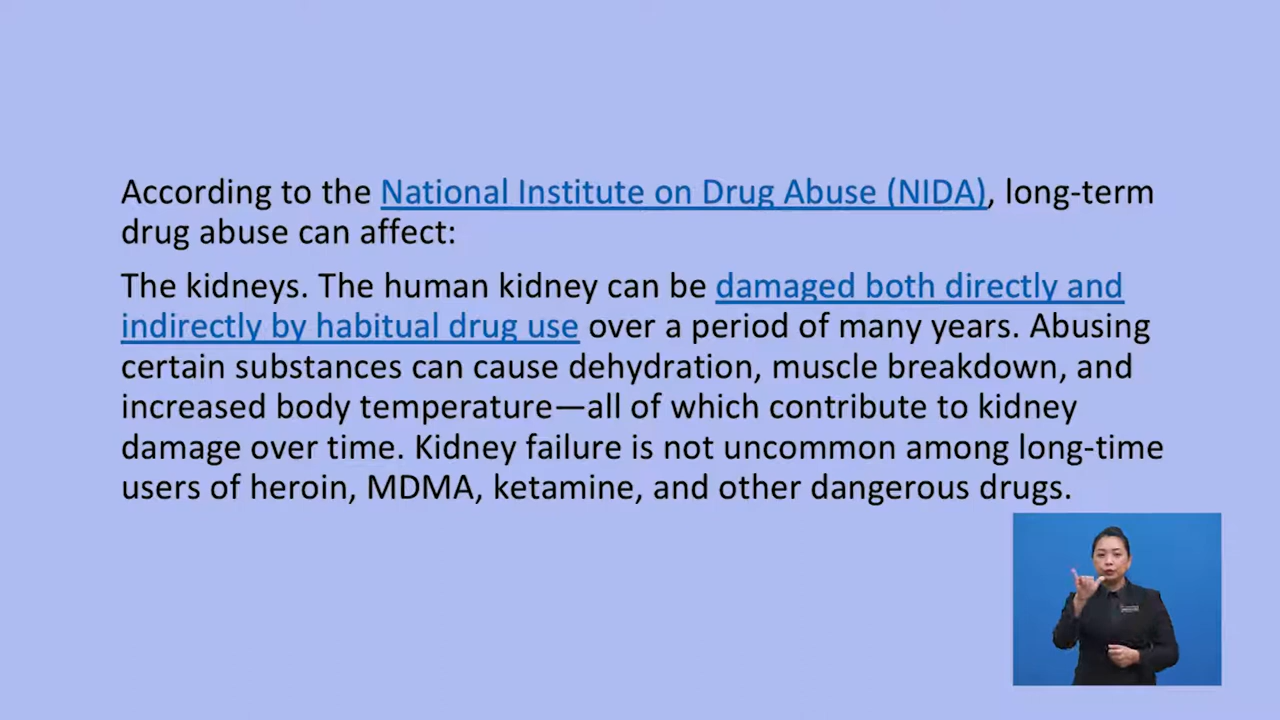 According to the National Institute on Drug Abuse (NIDA), long-term
drug abuse can affect:
The kidneys. The human kidney can be damaged both directly and
indirectly by habitual drug use over a period of many years. Abusing
certain substances can cause dehydration, muscle breakdown, and
increased body temperature—all of which contribute to kidney
damage over time. Kidney failure is not uncommon among long-time
users of heroin, MDMA, ketamine, and other dangerous drugs.